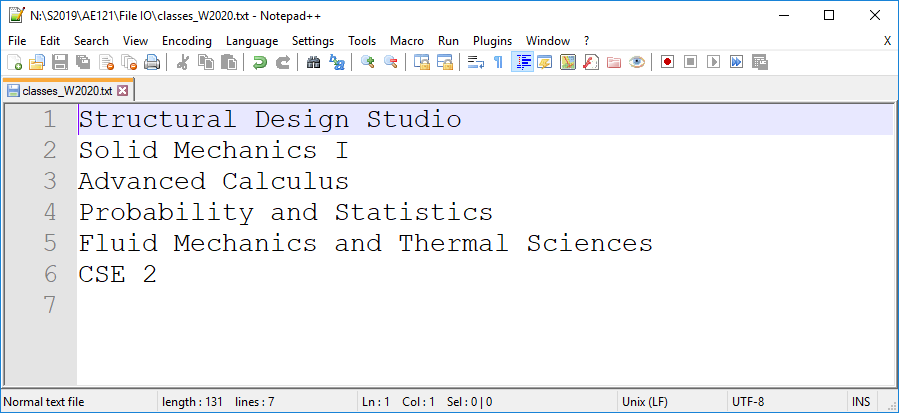 N:\S2019\AE121\File IO\classes_W2020.txt - Notepad++
File Edit Search View Encoding Language Settings Tools Macro Run Plugins Window ? X
classes_W2020.txt
1 Structural Design Studio
2 Solid Mechanics I
3 Advanced Calculus
4 Probability and Statistics
5 Fluid Mechanics and Thermal Sciences
6 CSE 2
7
Normal text file length : 131 lines : 7 Ln : 1 Col : 1 Sel : 0 | 0 Unix (LF) UTF-8 INS